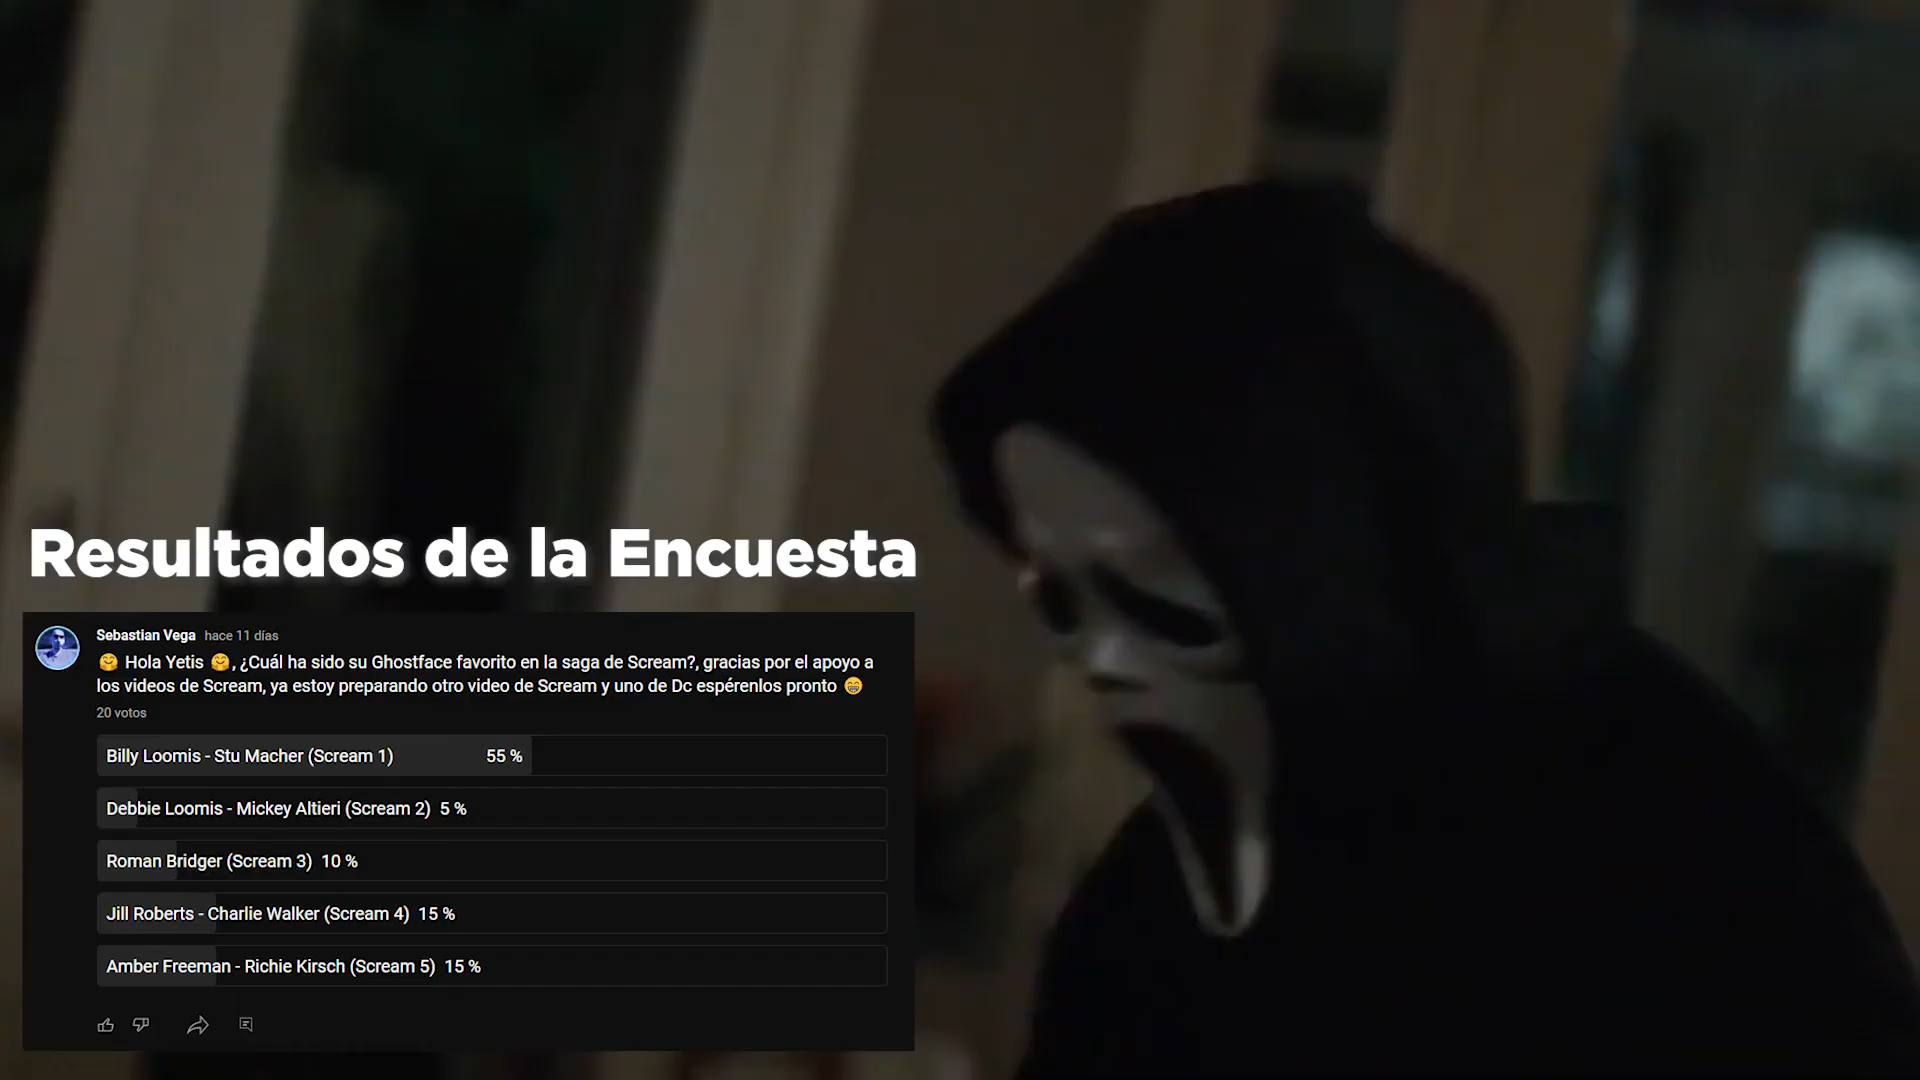 Resultados de la Encuesta
Sebastian Vega hace 11 días
🤗 Hola Yetis 🤗, ¿Cuál ha sido su Ghostface favorito en la saga de Scream?, gracias por el apoyo a
los videos de Scream, ya estoy preparando otro video de Scream y uno de Dc espérenlos pronto 😁
20 votos
Billy Loomis - Stu Macher (Scream 1) 55 %
Debbie Loomis - Mickey Altieri (Scream 2) 5 %
Roman Bridger (Scream 3) 10 %
Jill Roberts - Charlie Walker (Scream 4) 15 %
Amber Freeman - Richie Kirsch (Scream 5) 15 %